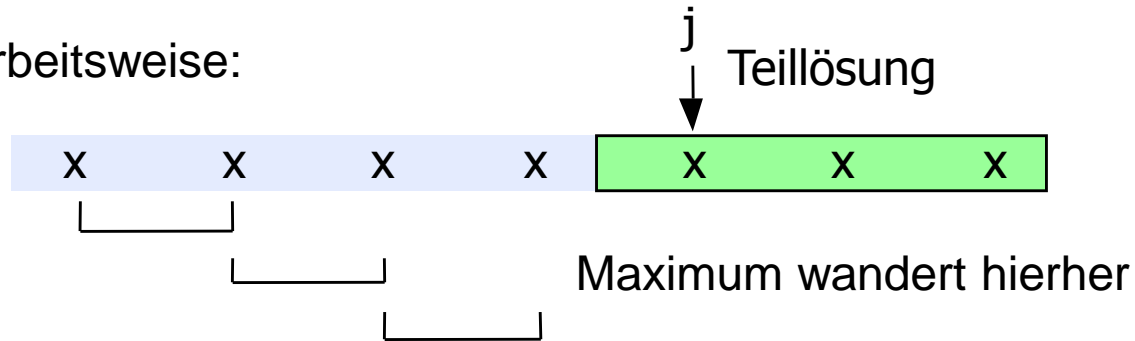 rbeitsweise:
j
Teillösung
x x x x x x x
Maximum wandert hierher